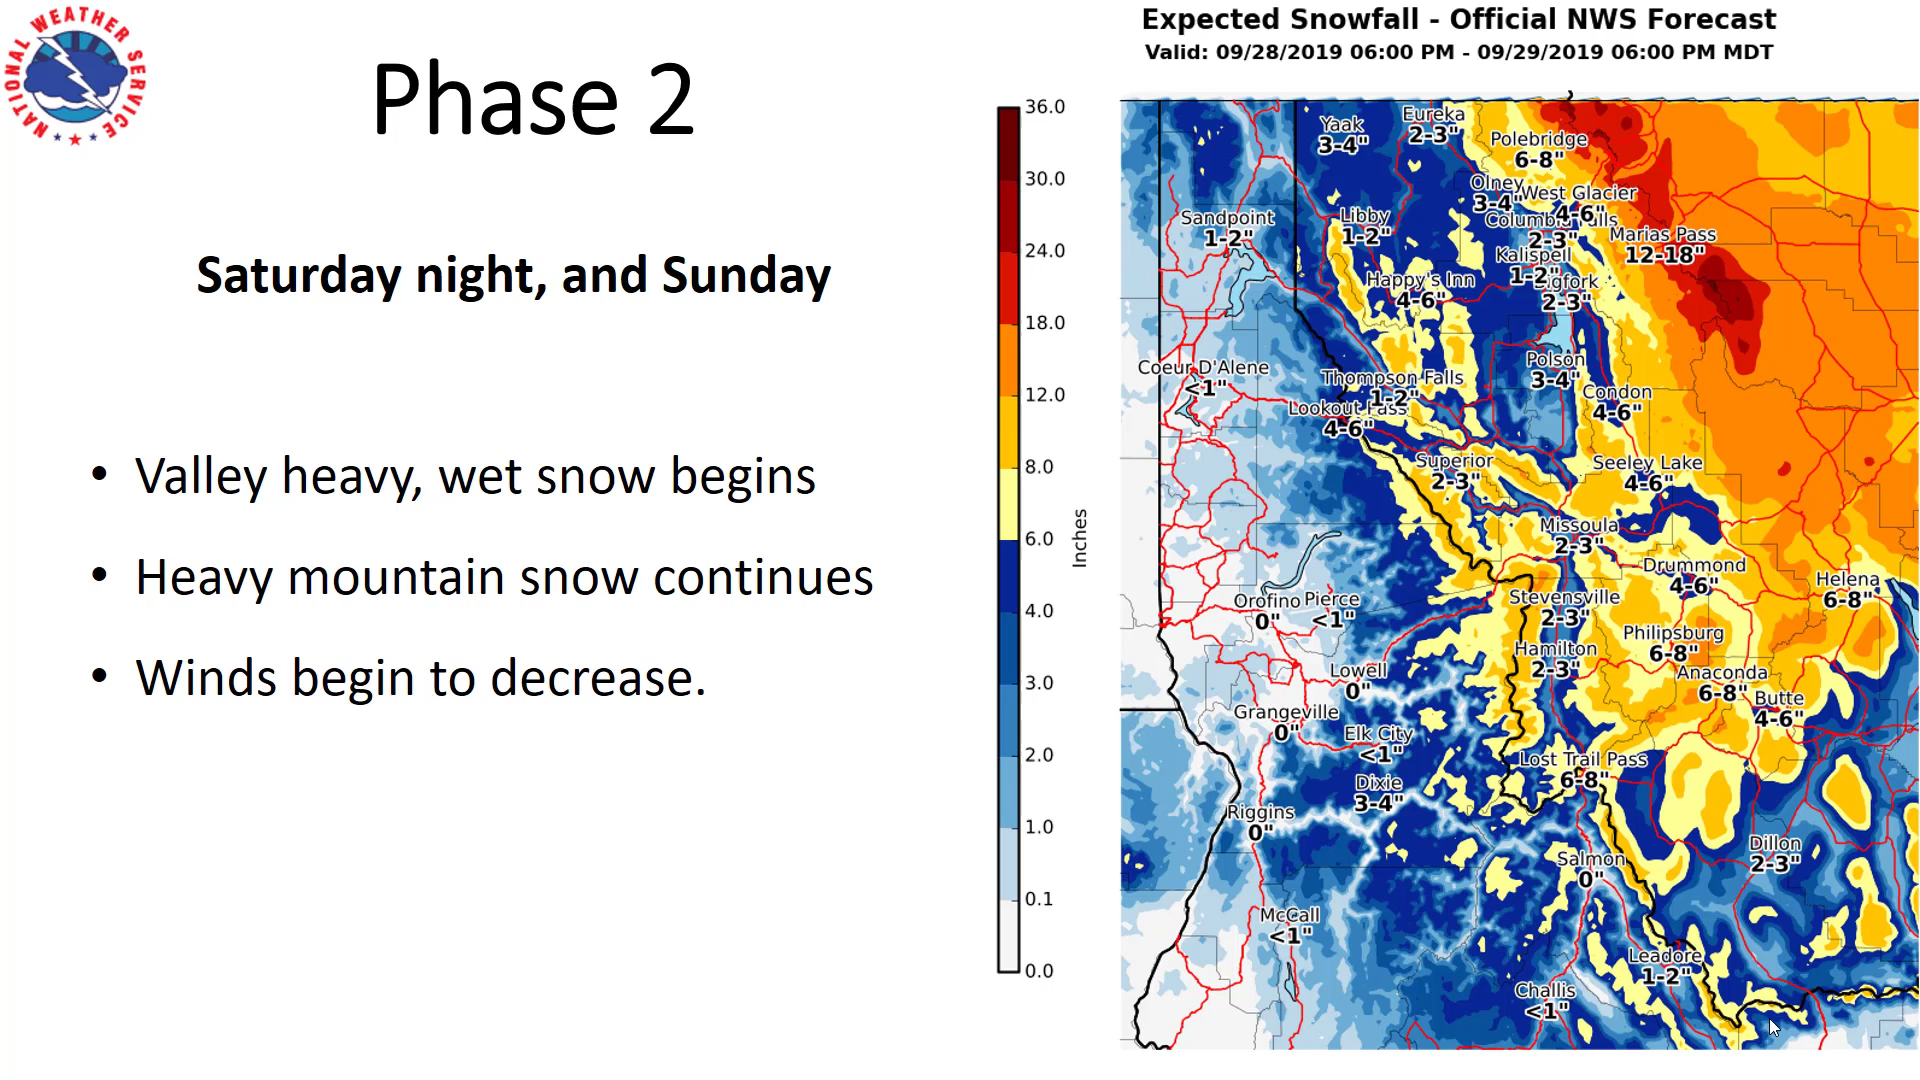 NATIONAL WEATHER SERVICE
Phase 2
Saturday night, and Sunday
• Valley heavy, wet snow begins
• Heavy mountain snow continues
• Winds begin to decrease.
Expected Snowfall - Official NWS Forecast
Valid: 09/28/2019 06:00 PM - 09/29/2019 06:00 PM MDT
36.0
30.0
24.0
18.0
12.0
8.0
6.0
4.0
3.0
2.0
1.0
0.1
0.0
Inches
Yaak
3-4"
Eureka
2-3"
Polebridge
6-8"
Olney
3-4"
West Glacier
4-6"
Sandpoint
1-2"
Libby
1-2"
Columbia Falls
2-3"
Marias Pass
12-18"
Kalispell
1-2"
Happy's Inn
4-6"
Bigfork
2-3"
Coeur D'Alene
<1"
Thompson Falls
1-2"
Polson
3-4"
Condon
4-6"
Lookout Pass
4-6"
Superior
2-3"
Seeley Lake
4-6"
Missoula
2-3"
Drummond
4-6"
Helena
6-8"
Orofino
0"
Pierce
<1"
Stevensville
2-3"
Philipsburg
6-8"
Hamilton
2-3"
Lowell
0"
Anaconda
6-8"
Butte
4-6"
Grangeville
0"
Elk City
<1"
Lost Trail Pass
6-8"
Dixie
3-4"
Riggins
0"
Dillon
2-3"
Salmon
0"
McCall
<1"
Leadore
1-2"
Challis
<1"